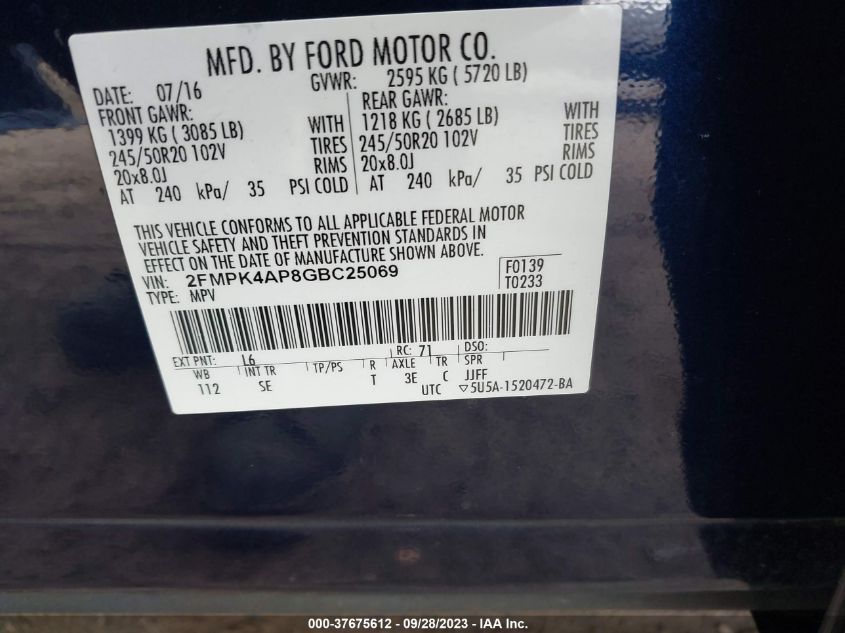 MFD. BY FORD MOTOR CO.
DATE: 07/16 GVWR: 2595 KG ( 5720 LB)
FRONT GAWR: REAR GAWR:
1399 KG ( 3085 LB) WITH 1218 KG ( 2685 LB) WITH
245/50R20 102V TIRES 245/50R20 102V TIRES
20x8.0J RIMS 20x8.0J RIMS
AT 240 kPa/ 35 PSI COLD AT 240 kPa/ 35 PSI COLD
THIS VEHICLE CONFORMS TO ALL APPLICABLE FEDERAL MOTOR
VEHICLE SAFETY AND THEFT PREVENTION STANDARDS IN
EFFECT ON THE DATE OF MANUFACTURE SHOWN ABOVE.
VIN: 2FMPK4AP8GBC25069 F0139
TYPE: MPV T0233
EXT PNT: L6 RC: 71 DSO:
WB INT TR TP/PS R AXLE TR SPR
112 SE T 3E C JJFF
UTC ▽5U5A-1520472-BA
000-37675612 - 09/28/2023 - IAA Inc.